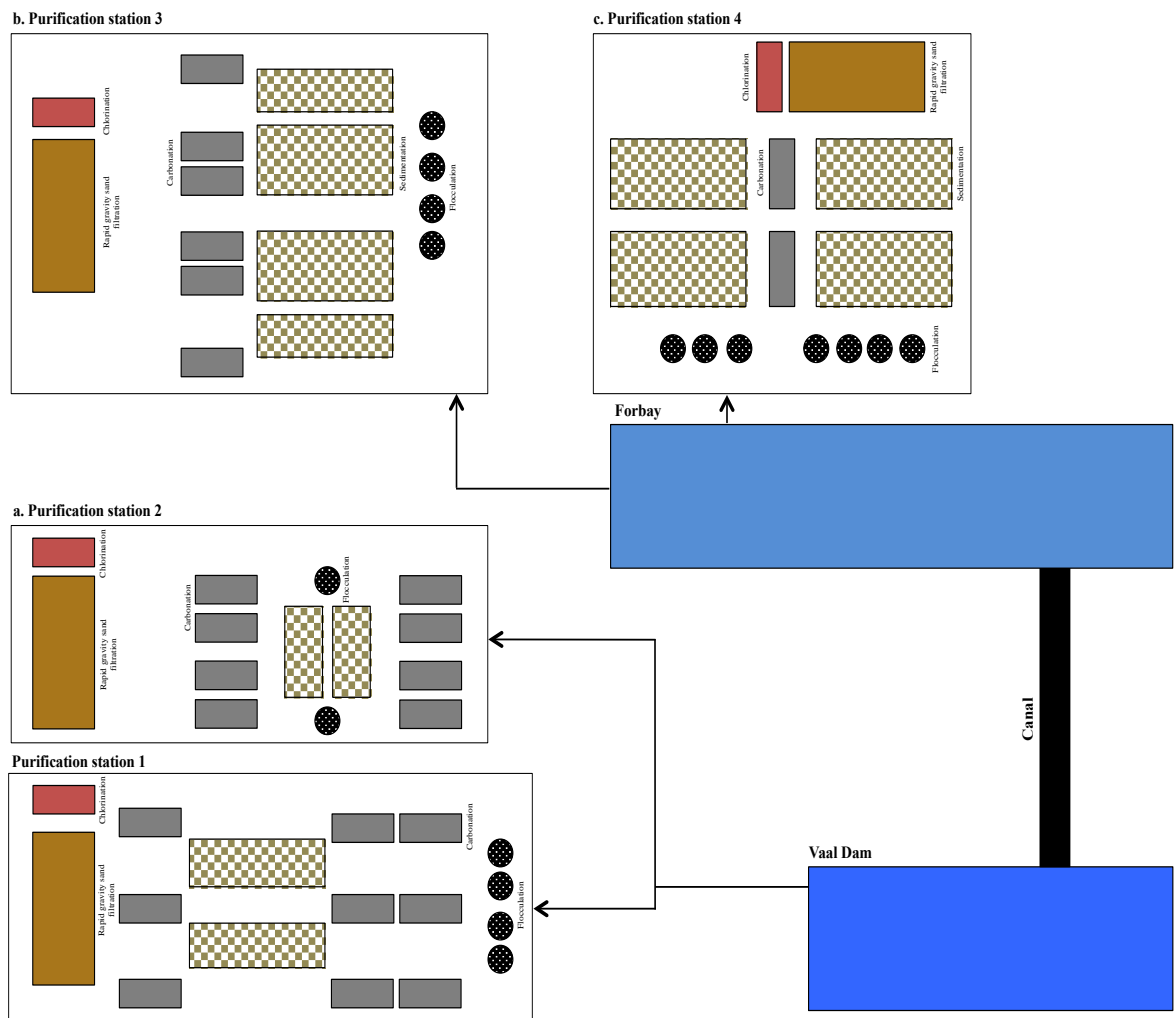 b. Purification station 3
Chlorination
Rapid gravity sand
filtration
Carbonation
Sedimentation
Flocculation
c. Purification station 4
Chlorination
Rapid gravity sand
filtration
Carbonation
Sedimentation
Flocculation
Forbay
a. Purification station 2
Chlorination
Rapid gravity sand
filtration
Carbonation
Flocculation
Canal
Purification station 1
Chlorination
Rapid gravity sand
filtration
Carbonation
Flocculation
Vaal Dam